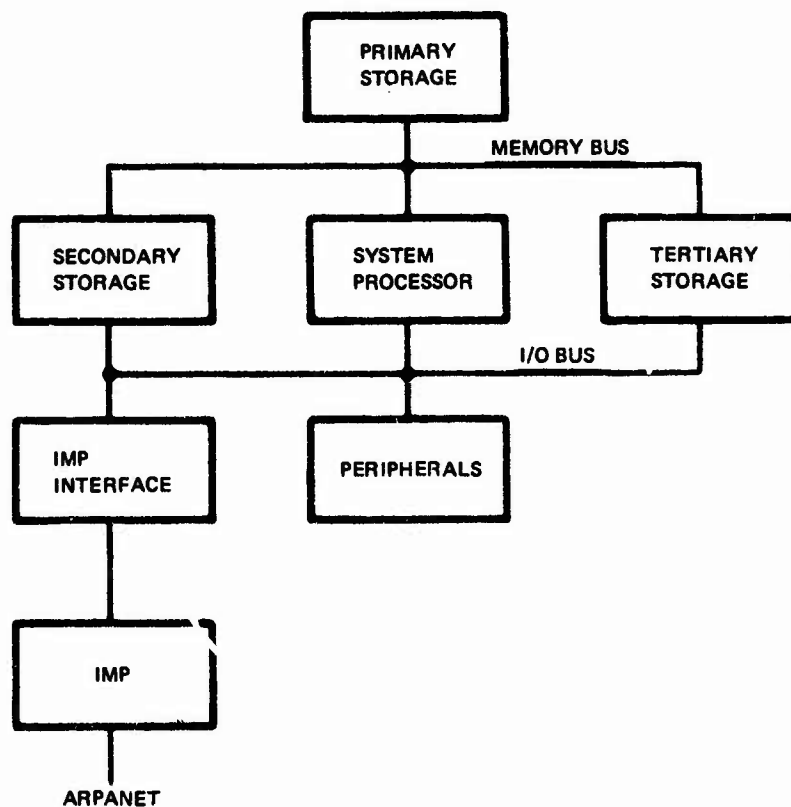 PRIMARY
STORAGE
MEMORY BUS
SECONDARY
STORAGE
SYSTEM
PROCESSOR
TERTIARY
STORAGE
I/O BUS
IMP
INTERFACE
PERIPHERALS
IMP
ARPANET